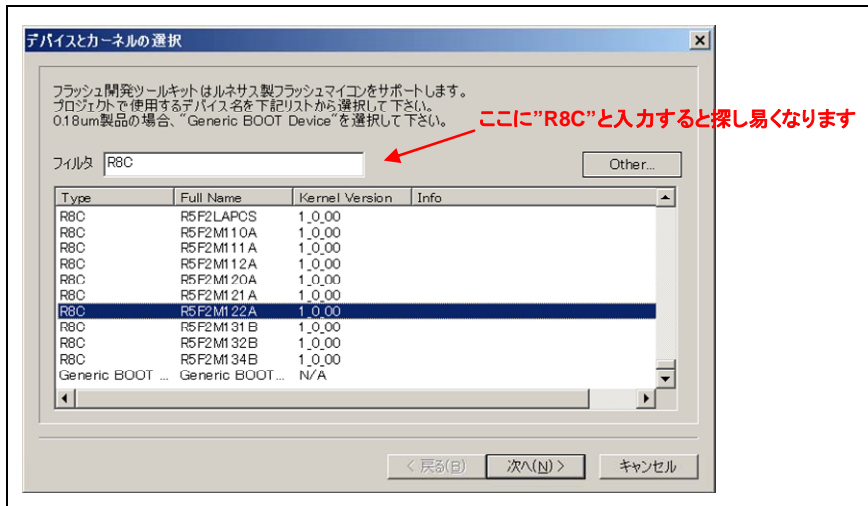 デバイスとカーネルの選択
フラッシュ開発ツールキットはルネサス製フラッシュマイコンをサポートします。
プロジェクトで使用するデバイス名を下記リストから選択して下さい。
0.18um製品の場合、"Generic BOOT Device"を選択して下さい。
ここに”R8C”と入力すると探し易くなります
フィルタ R8C Other...
Type Full Name Kernel Version Info
R8C R5F2LAPCS 1_0_00
R8C R5F2M110A 1_0_00
R8C R5F2M111A 1_0_00
R8C R5F2M112A 1_0_00
R8C R5F2M120A 1_0_00
R8C R5F2M121A 1_0_00
R8C R5F2M122A 1_0_00
R8C R5F2M131B 1_0_00
R8C R5F2M132B 1_0_00
R8C R5F2M134B 1_0_00
Generic BOOT ... Generic BOOT... N/A
< 戻る(B) 次へ(N) > キャンセル